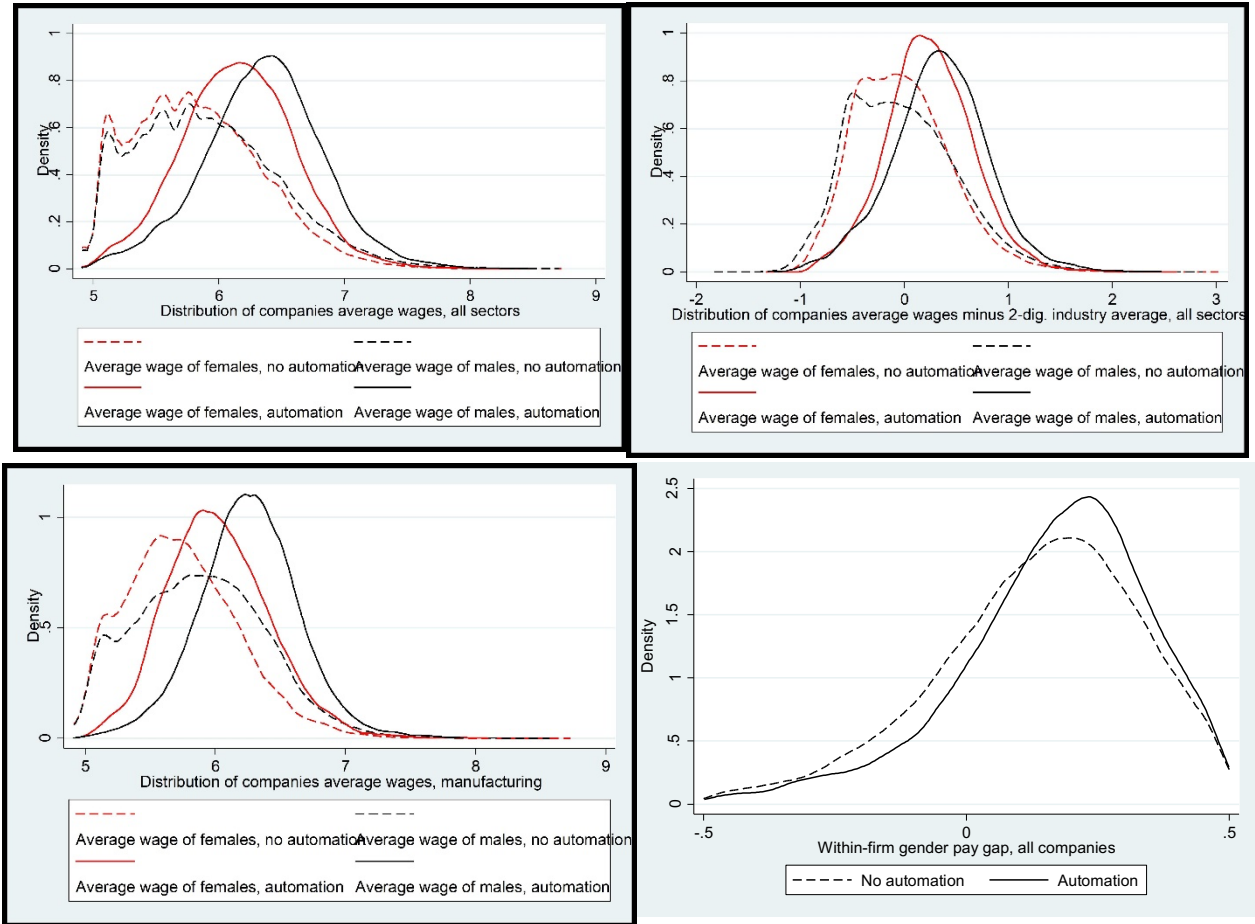 1
.8
.6
.4
.2
0
Density
5 6 7 8 9
Distribution of companies average wages, all sectors
Average wage of females, no automation Average wage of males, no automation
Average wage of females, automation Average wage of males, automation
1
.8
.6
.4
.2
0
Density
-2 -1 0 1 2 3
Distribution of companies average wages minus 2-dig. industry average, all sectors
Average wage of females, no automation Average wage of males, no automation
Average wage of females, automation Average wage of males, automation
1
.5
0
Density
5 6 7 8 9
Distribution of companies average wages, manufacturing
Average wage of females, no automation Average wage of males, no automation
Average wage of females, automation Average wage of males, automation
2.5
2
1.5
1
.5
0
Density
-.5 0 .5
Within-firm gender pay gap, all companies
No automation Automation